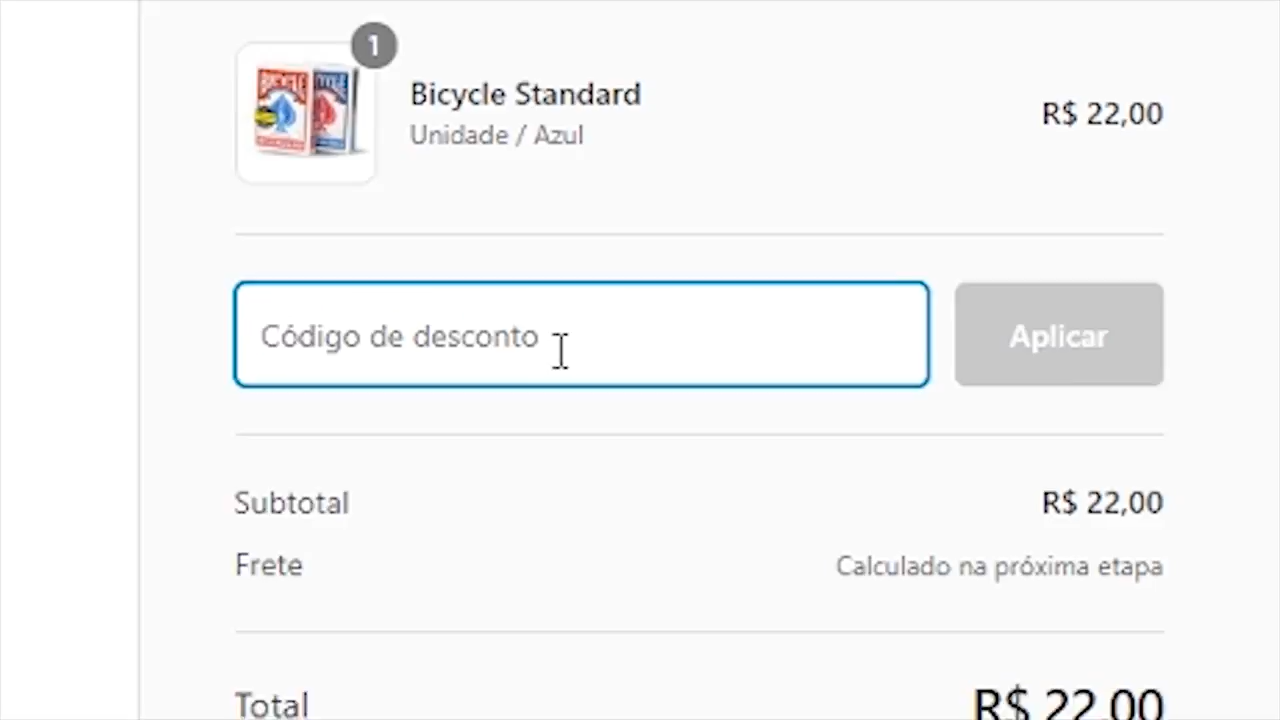 1
BICYCLE
Bicycle Standard
Unidade / Azul
R$ 22,00
Código de desconto
Aplicar
Subtotal
R$ 22,00
Frete
Calculado na próxima etapa
Total
R$ 22,00